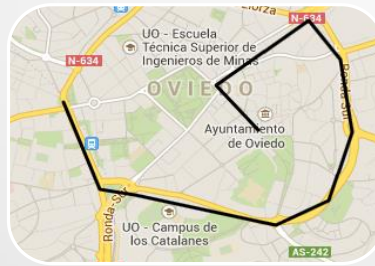 N-634
UO - Escuela
Técnica Superior de
Ingenieros de Minas
N-634
OVIEDO
Ronda Sur
Ayuntamiento
de Oviedo
Ronda-Sur
UO - Campus de
los Catalanes
AS-242